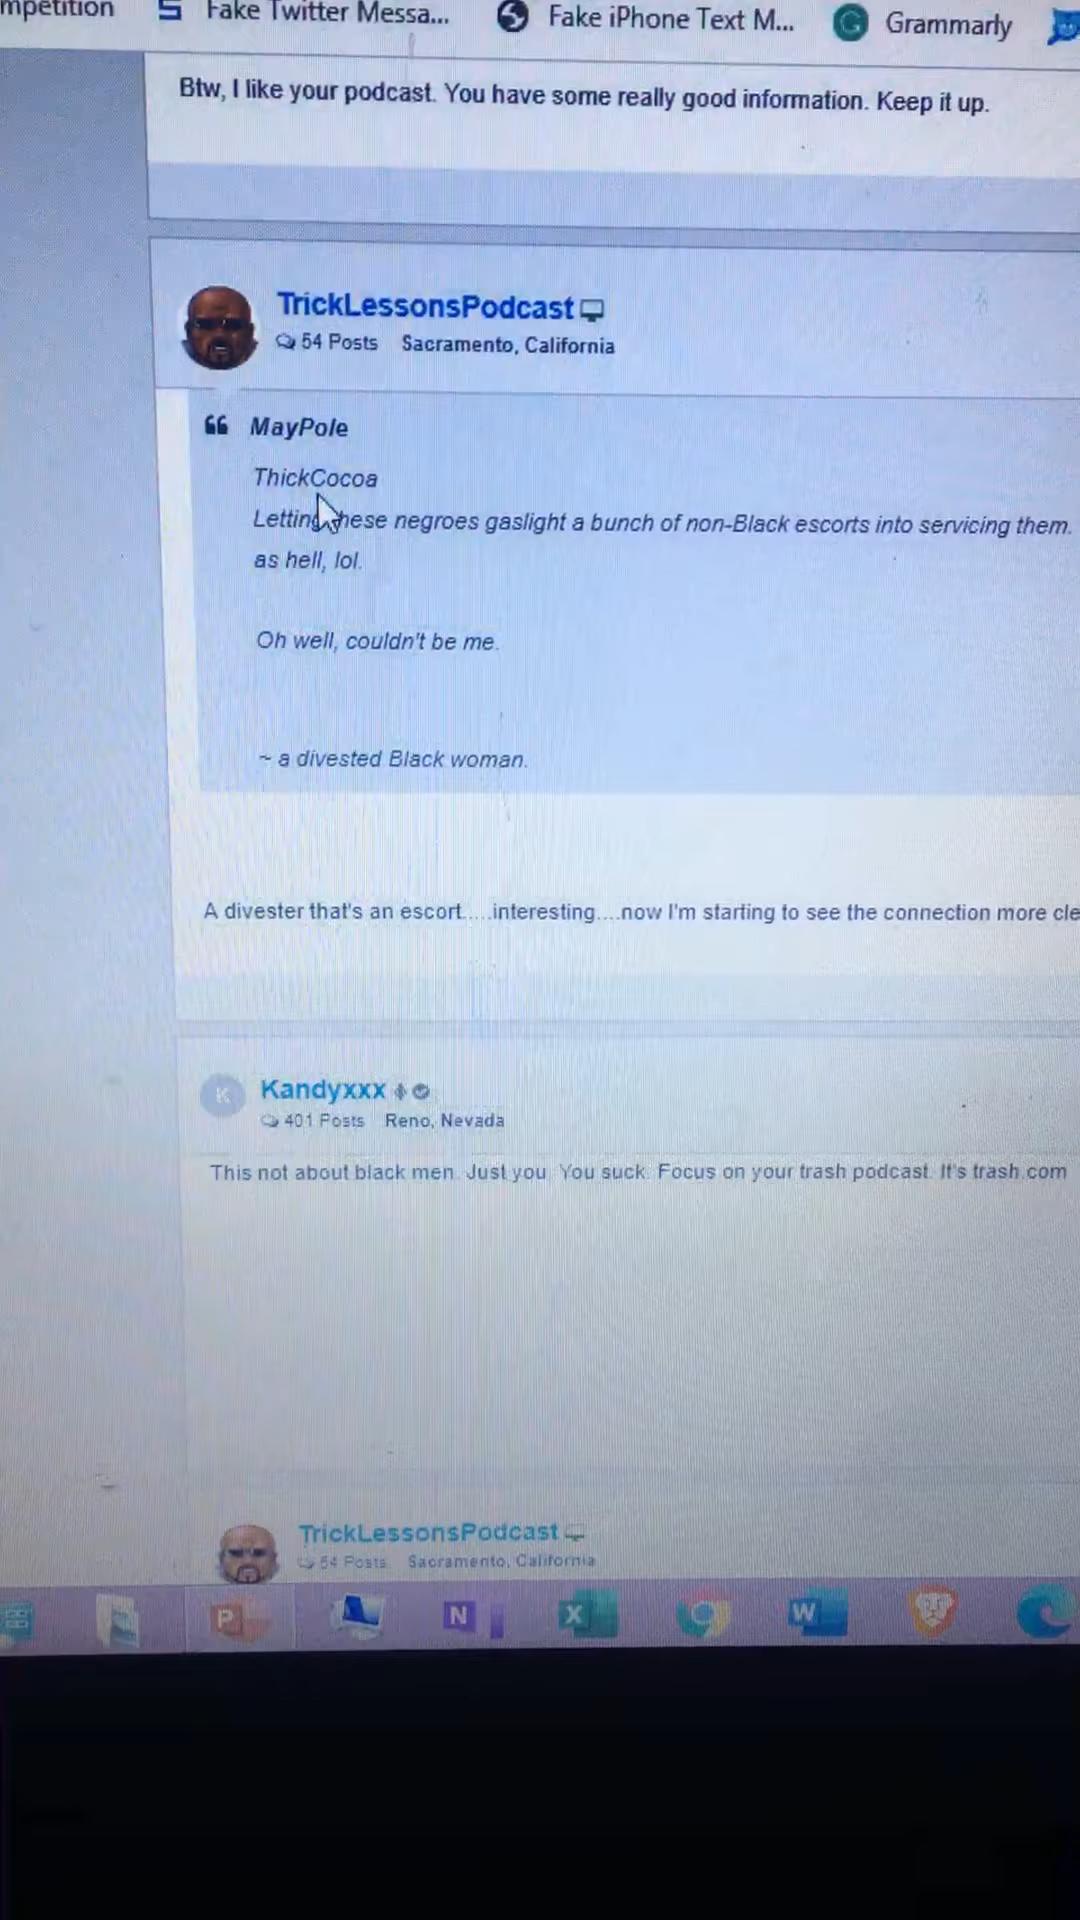 mpetition Fake Twitter Messa... Fake iPhone Text M... Grammarly
Btw, I like your podcast. You have some really good information. Keep it up.
TrickLessonsPodcast
54 Posts Sacramento, California
MayPole
ThickCocoa
Letting hese negroes gaslight a bunch of non-Black escorts into servicing them.
as hell, lol.
Oh well, couldn't be me.
~ a divested Black woman.
A divester that's an escort.....interesting....now I'm starting to see the connection more cle
K Kandyxxx
401 Posts Reno, Nevada
This not about black men. Just you. You suck. Focus on your trash podcast. It's trash.com
TrickLessonsPodcast
54 Posts Sacramento, California
P N X W